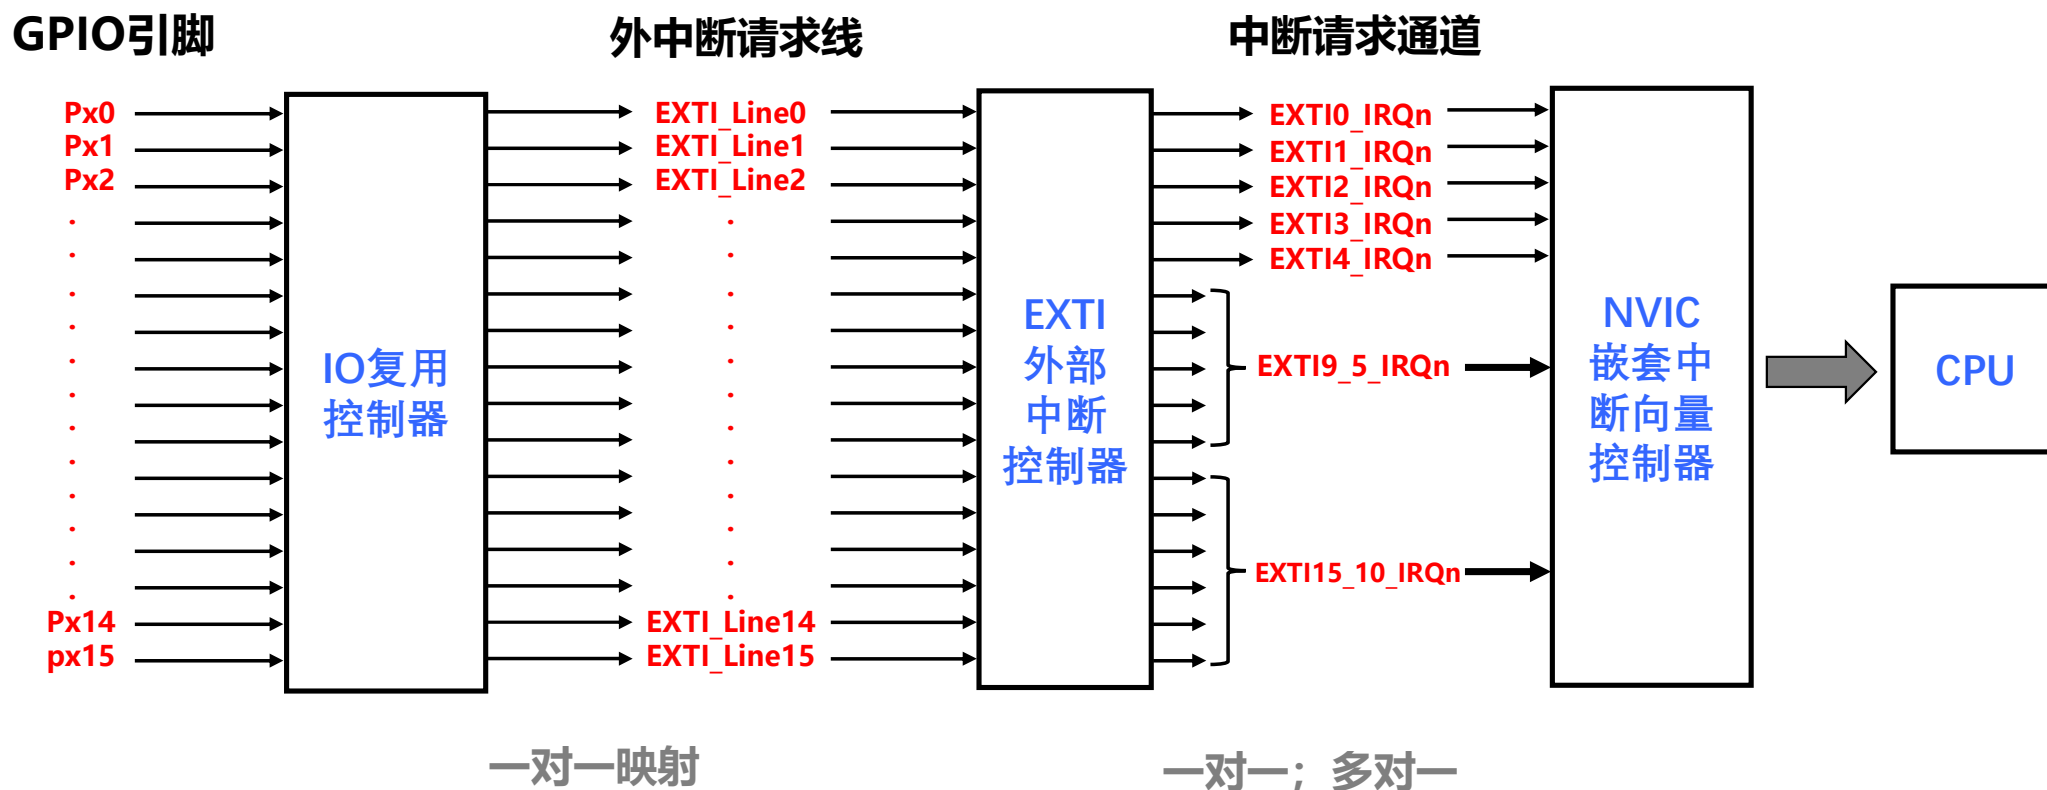 GPIO引脚
外中断请求线
中断请求通道
Px0
Px1
Px2
Px14
px15
IO复用
控制器
EXTI_Line0
EXTI_Line1
EXTI_Line2
EXTI_Line14
EXTI_Line15
EXTI
外部
中断
控制器
EXTI0_IRQn
EXTI1_IRQn
EXTI2_IRQn
EXTI3_IRQn
EXTI4_IRQn
EXTI9_5_IRQn
EXTI15_10_IRQn
NVIC
嵌套中
断向量
控制器
CPU
一对一映射
一对一；多对一